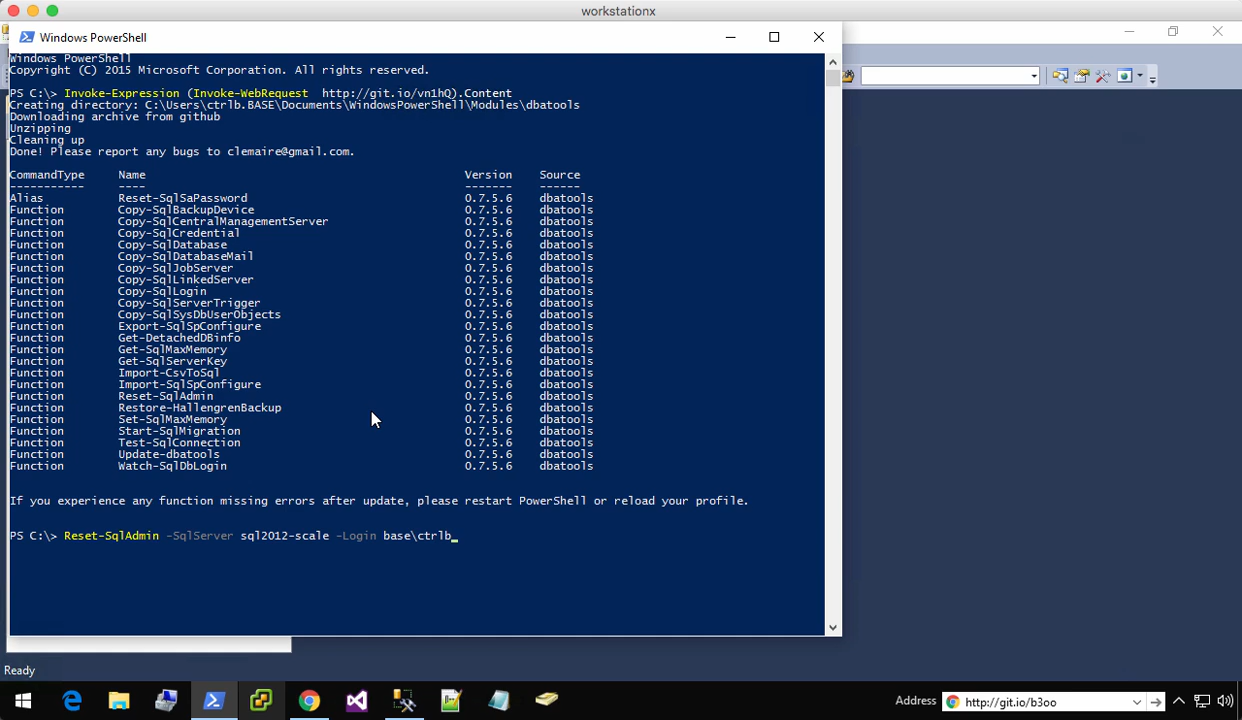 workstationx
Windows PowerShell
Windows PowerShell
Copyright (C) 2015 Microsoft Corporation. All rights reserved.
PS C:\> Invoke-Expression (Invoke-WebRequest  http://git.io/vn1hQ).Content
Creating directory: C:\Users\ctrlb.BASE\Documents\WindowsPowerShell\Modules\dbatools
Downloading archive from github
Unzipping
Cleaning up
Done! Please report any bugs to clemaire@gmail.com.
CommandType Name Version Source
----------- ---- ------- ------
Alias Reset-SqlSaPassword 0.7.5.6 dbatools
Function Copy-SqlBackupDevice 0.7.5.6 dbatools
Function Copy-SqlCentralManagementServer 0.7.5.6 dbatools
Function Copy-SqlCredential 0.7.5.6 dbatools
Function Copy-SqlDatabase 0.7.5.6 dbatools
Function Copy-SqlDatabaseMail 0.7.5.6 dbatools
Function Copy-SqlJobServer 0.7.5.6 dbatools
Function Copy-SqlLinkedServer 0.7.5.6 dbatools
Function Copy-SqlLogin 0.7.5.6 dbatools
Function Copy-SqlServerTrigger 0.7.5.6 dbatools
Function Copy-SqlSysDbUserObjects 0.7.5.6 dbatools
Function Export-SqlSpConfigure 0.7.5.6 dbatools
Function Get-DetachedDBinfo 0.7.5.6 dbatools
Function Get-SqlMaxMemory 0.7.5.6 dbatools
Function Get-SqlServerKey 0.7.5.6 dbatools
Function Import-CsvToSql 0.7.5.6 dbatools
Function Import-SqlSpConfigure 0.7.5.6 dbatools
Function Reset-SqlAdmin 0.7.5.6 dbatools
Function Restore-HallengrenBackup 0.7.5.6 dbatools
Function Set-SqlMaxMemory 0.7.5.6 dbatools
Function Start-SqlMigration 0.7.5.6 dbatools
Function Test-SqlConnection 0.7.5.6 dbatools
Function Update-dbatools 0.7.5.6 dbatools
Function Watch-SqlDbLogin 0.7.5.6 dbatools
If you experience any function missing errors after update, please restart PowerShell or reload your profile.
PS C:\> Reset-SqlAdmin -SqlServer sql2012-scale -Login base\ctrlb_
Ready
Address http://git.io/b3oo